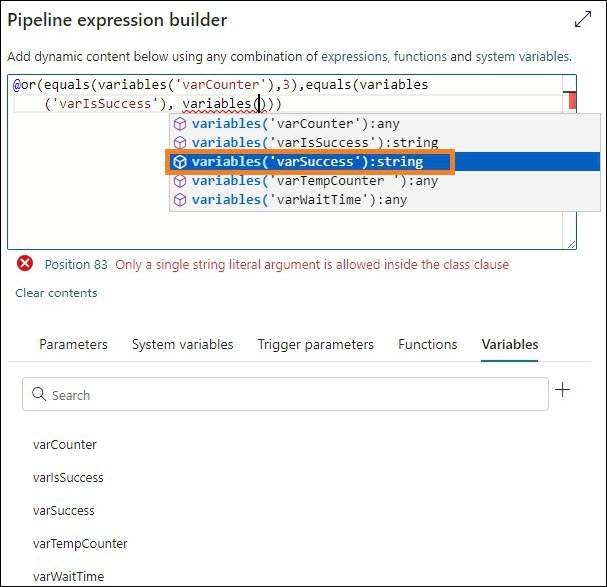 Pipeline expression builder
Add dynamic content below using any combination of expressions, functions and system variables.
@or(equals(variables('varCounter'),3),equals(variables
('varIsSuccess'), variables()))
variables('varCounter'):any
variables('varIsSuccess'):string
variables('varSuccess'):string
variables('varTempCounter '):any
variables('varWaitTime'):any
Position 83 Only a single string literal argument is allowed inside the class clause
Clear contents
Parameters System variables Trigger parameters Functions Variables
Search
varCounter
varIsSuccess
varSuccess
varTempCounter
varWaitTime